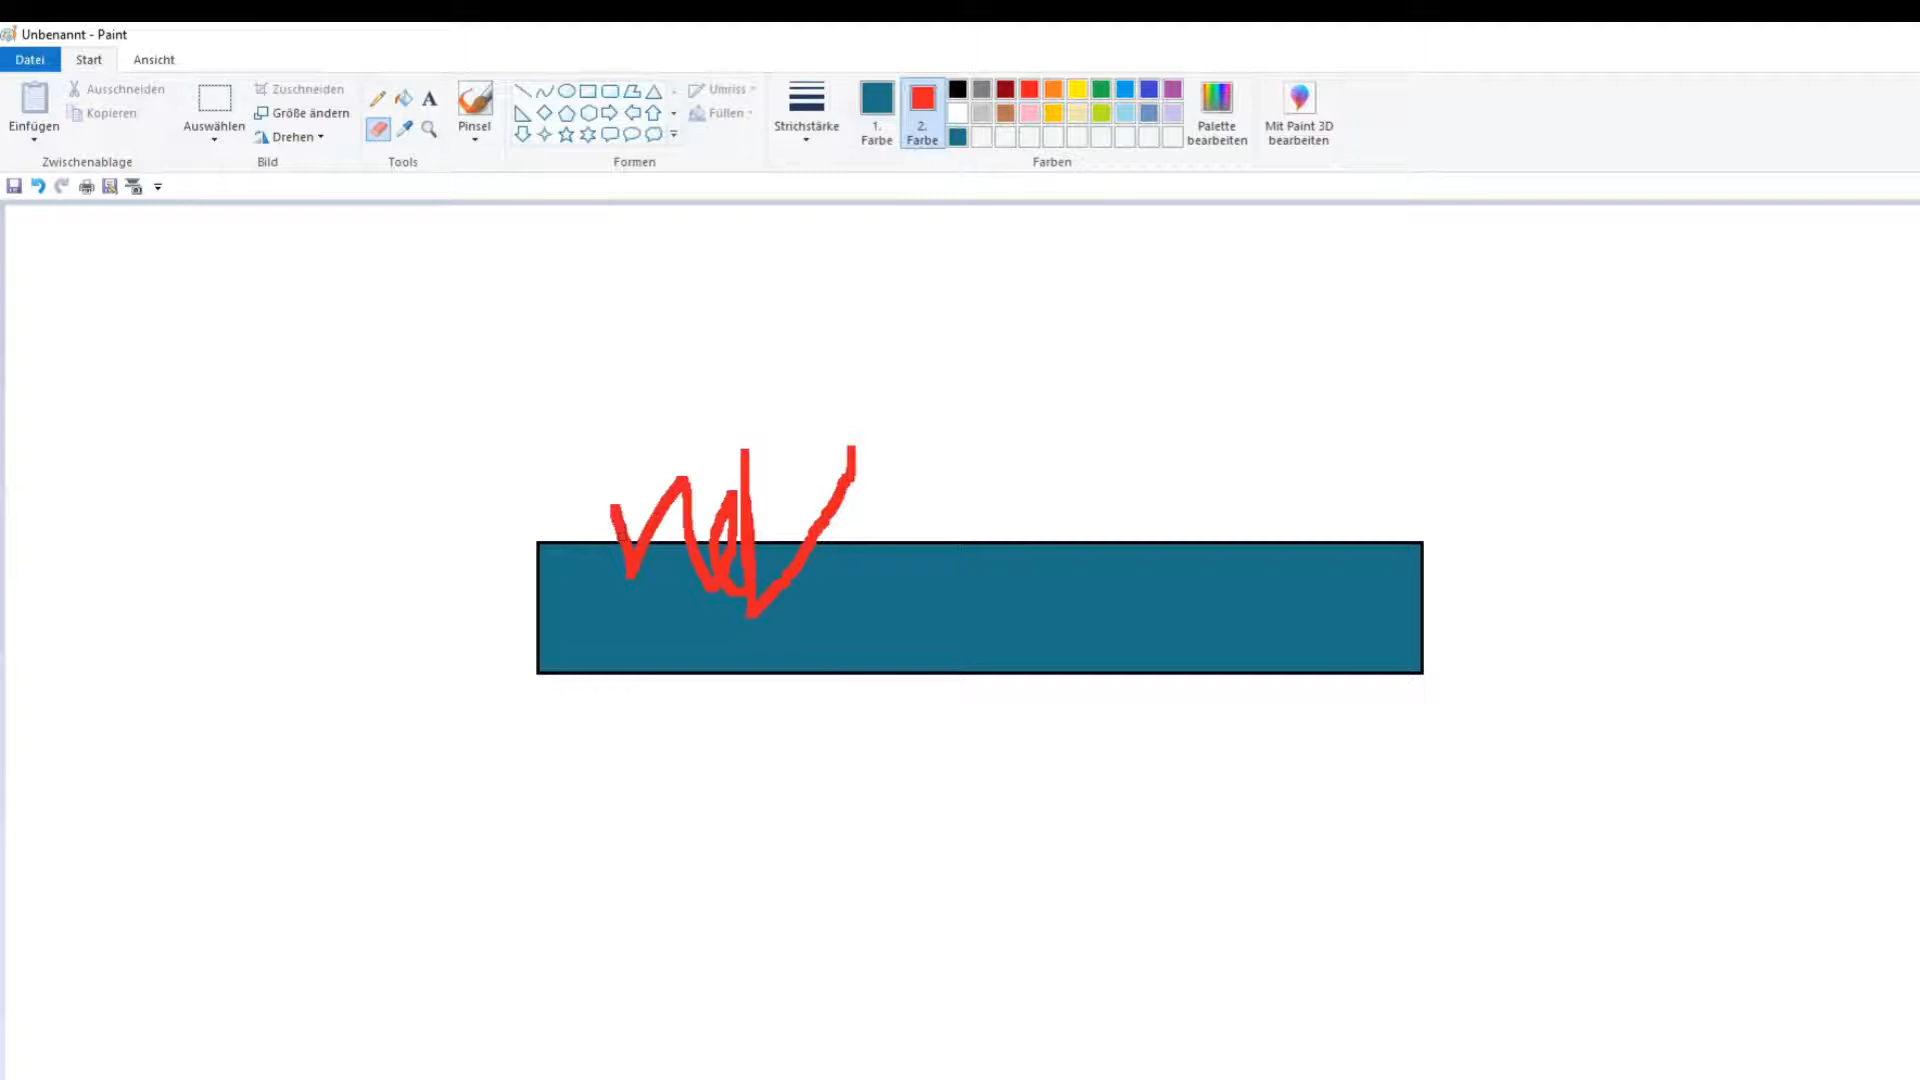 Unbenannt - Paint
Datei Start Ansicht
Einfügen
Ausschneiden
Kopieren
Zwischenablage
Auswählen
Zuschneiden
Größe ändern
Drehen
Bild
A
Tools
Pinsel
Umriss
Füllen
Formen
Strichstärke
1.
Farbe
2.
Farbe
Palette
bearbeiten
Farben
Mit Paint 3D
bearbeiten